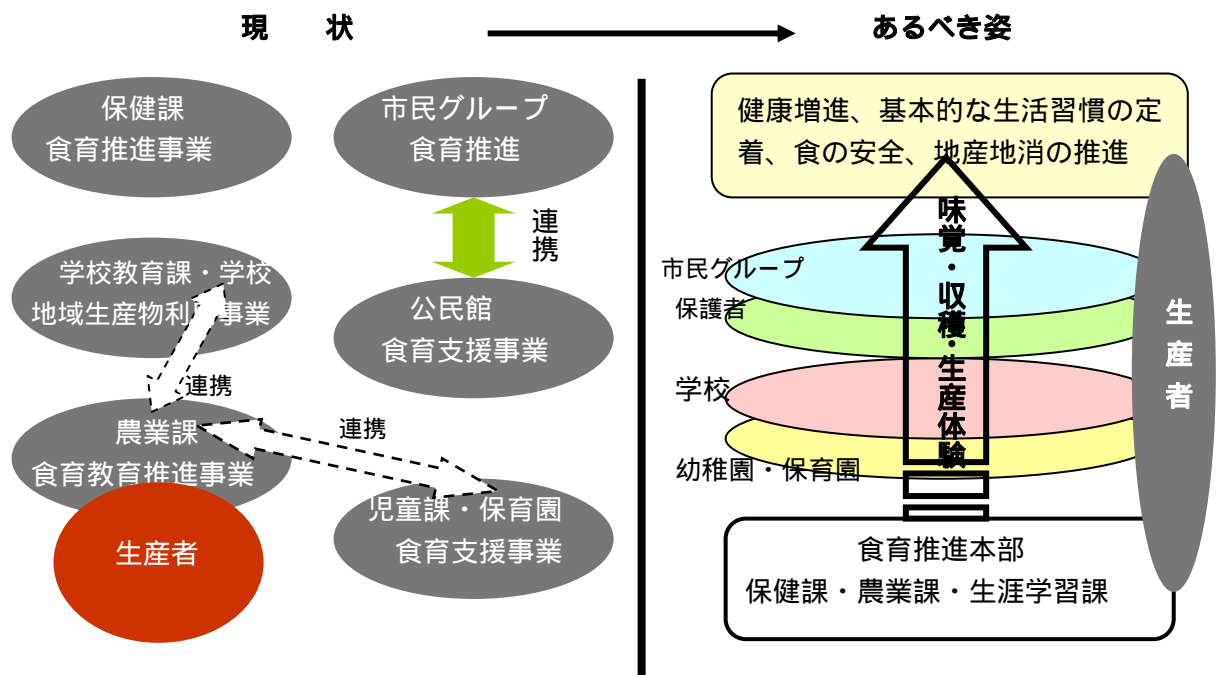 現　状
あるべき姿
保健課
食育推進事業
市民グループ
食育推進
連携
学校教育課・学校
地域生産物利用事業
公民館
食育支援事業
連携
農業課
食育教育推進事業
連携
児童課・保育園
食育支援事業
生産者
健康増進、基本的な生活習慣の定
着、食の安全、地産地消の推進
味覚・収穫・生産体験
市民グループ
保護者
学校
幼稚園・保育園
生産者
食育推進本部
保健課・農業課・生涯学習課